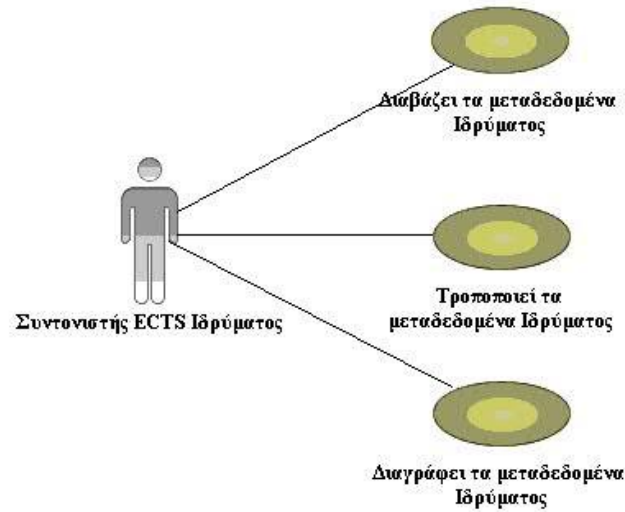 Διαβάζει τα μεταδεδομένα
Ιδρύματος
Τροποποιεί τα
μεταδεδομένα Ιδρύματος
Συντονιστής ECTS Ιδρύματος
Διαγράφει τα μεταδεδομένα
Ιδρύματος